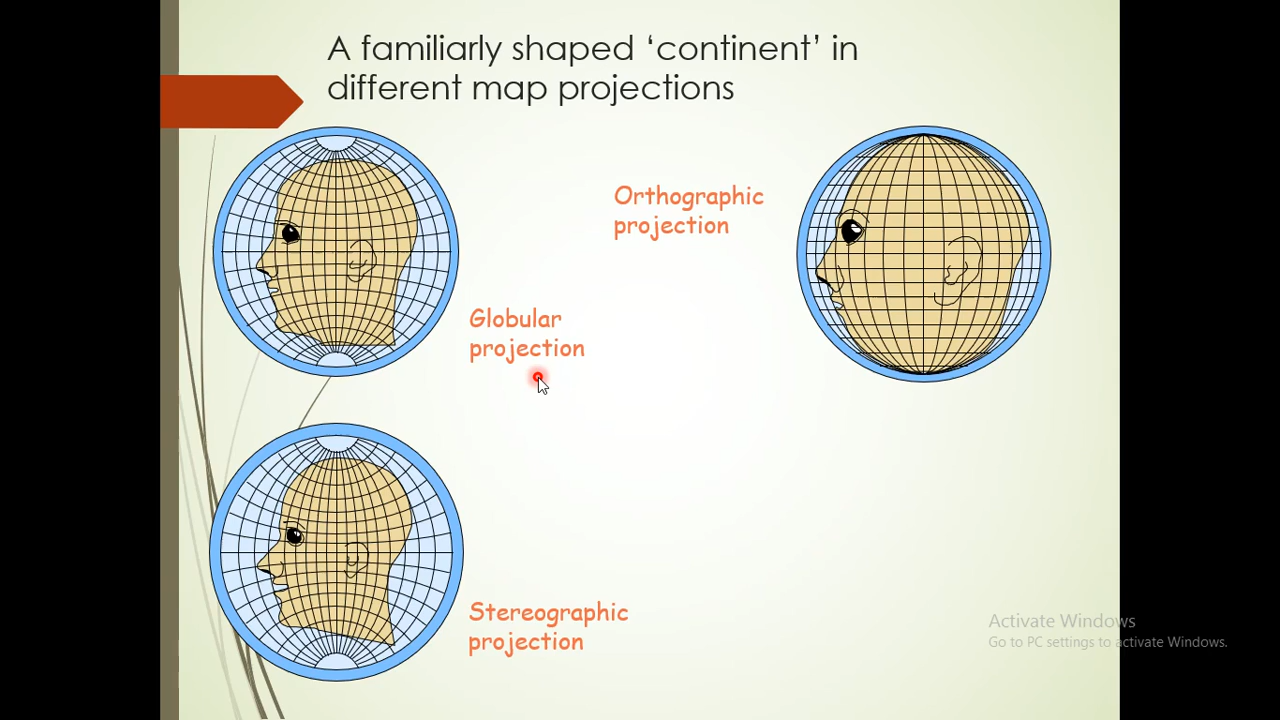 A familiarly shaped ‘continent’ in
different map projections
Orthographic
projection
Globular
projection
Stereographic
projection
Activate Windows
Go to PC settings to activate Windows.